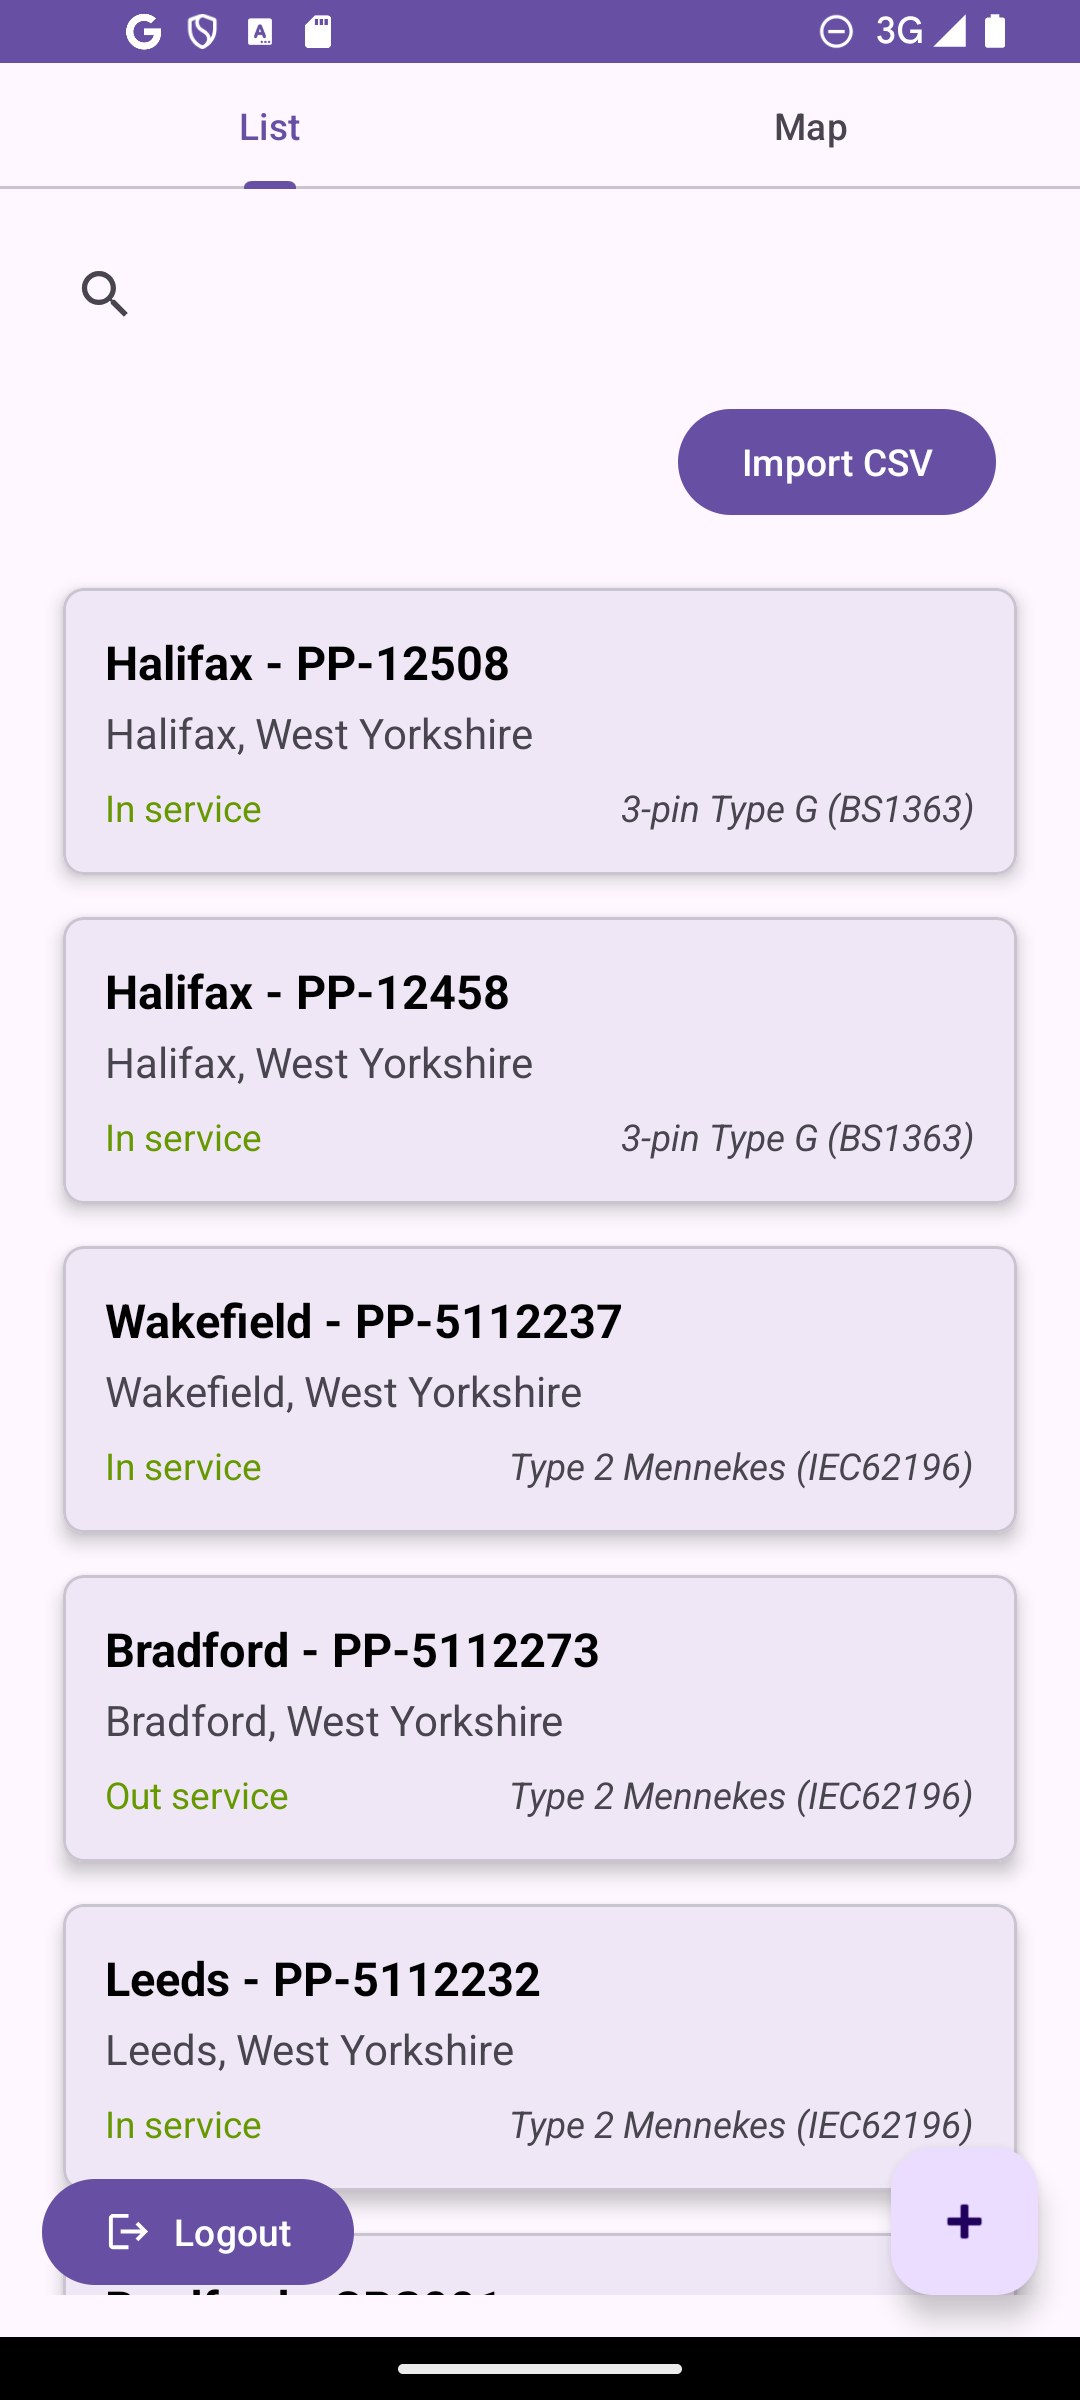 3G
List
Map
Import CSV
Halifax - PP-12508
Halifax, West Yorkshire
In service
3-pin Type G (BS1363)
Halifax - PP-12458
Halifax, West Yorkshire
In service
3-pin Type G (BS1363)
Wakefield - PP-5112237
Wakefield, West Yorkshire
In service
Type 2 Mennekes (IEC62196)
Bradford - PP-5112273
Bradford, West Yorkshire
Out service
Type 2 Mennekes (IEC62196)
Leeds - PP-5112232
Leeds, West Yorkshire
In service
Type 2 Mennekes (IEC62196)
Logout